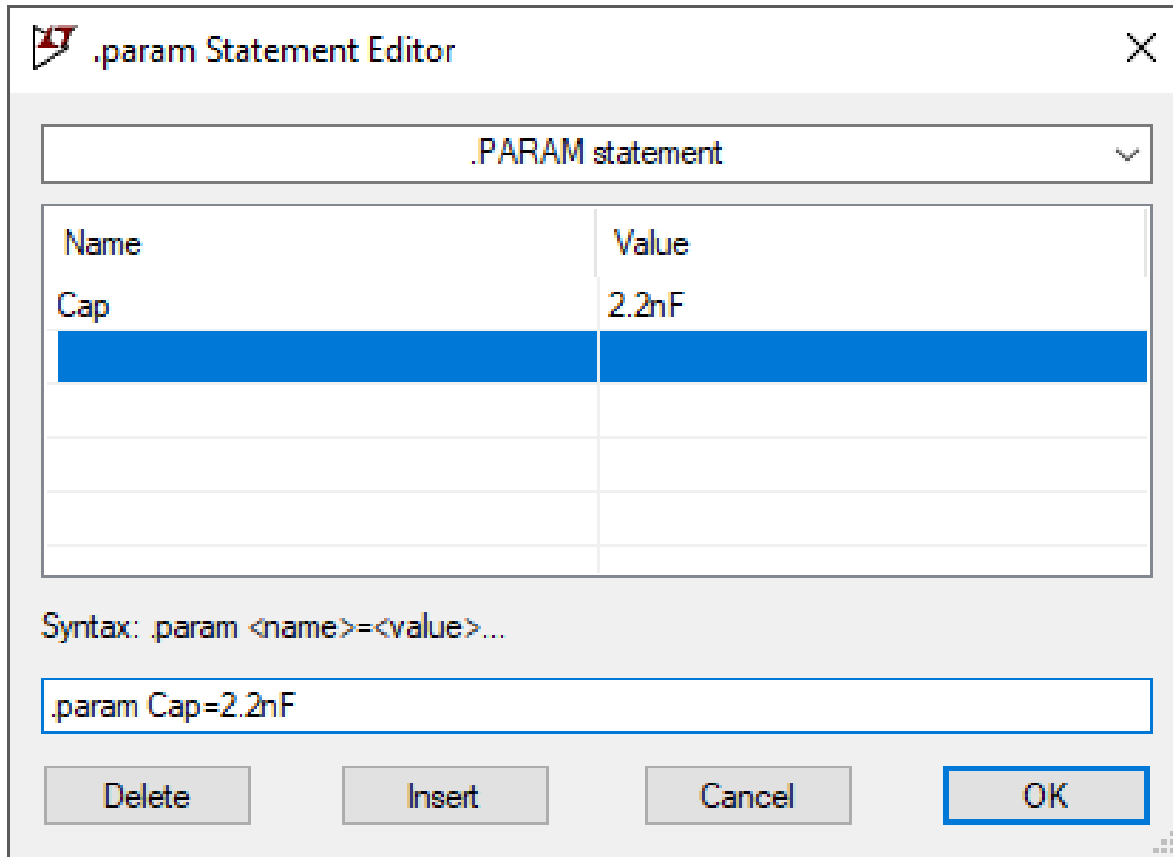 .param Statement Editor
.PARAM statement
Name Value
Cap 2.2nF
Syntax: .param <name>=<value>...
.param Cap=2.2nF
Delete Insert Cancel OK